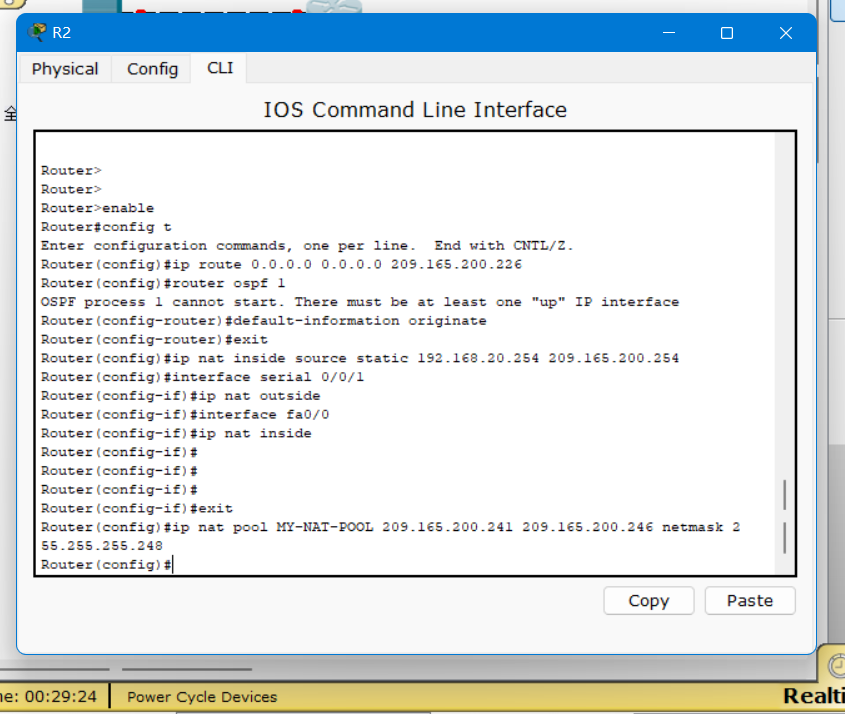 R2
Physical
Config
CLI
全
IOS Command Line Interface
Router>
Router>
Router>enable
Router#config t
Enter configuration commands, one per line.  End with CNTL/Z.
Router(config)#ip route 0.0.0.0 0.0.0.0 209.165.200.226
Router(config)#router ospf 1
OSPF process 1 cannot start. There must be at least one "up" IP interface
Router(config-router)#default-information originate
Router(config-router)#exit
Router(config)#ip nat inside source static 192.168.20.254 209.165.200.254
Router(config)#interface serial 0/0/1
Router(config-if)#ip nat outside
Router(config-if)#interface fa0/0
Router(config-if)#ip nat inside
Router(config-if)#
Router(config-if)#
Router(config-if)#
Router(config-if)#exit
Router(config)#ip nat pool MY-NAT-POOL 209.165.200.241 209.165.200.246 netmask 2
55.255.255.248
Router(config)#
Copy
Paste
ne: 00:29:24
Power Cycle Devices
Realti